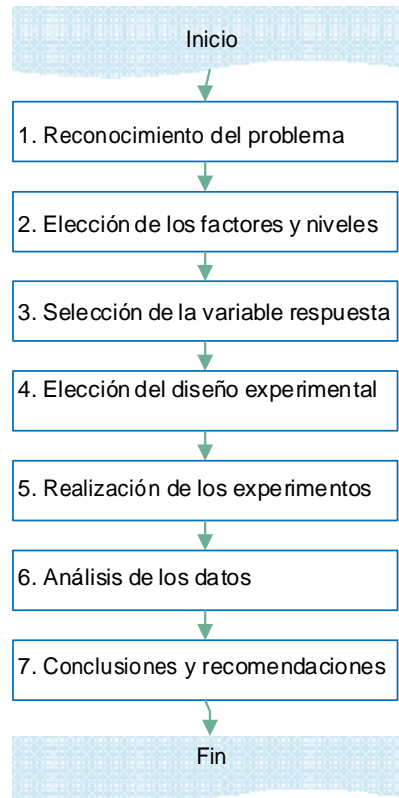 Inicio
1. Reconocimiento del problema
2. Elección de los factores y niveles
3. Selección de la variable respuesta
4. Elección del diseño experimental
5. Realización de los experimentos
6. Análisis de los datos
7. Conclusiones y recomendaciones
Fin